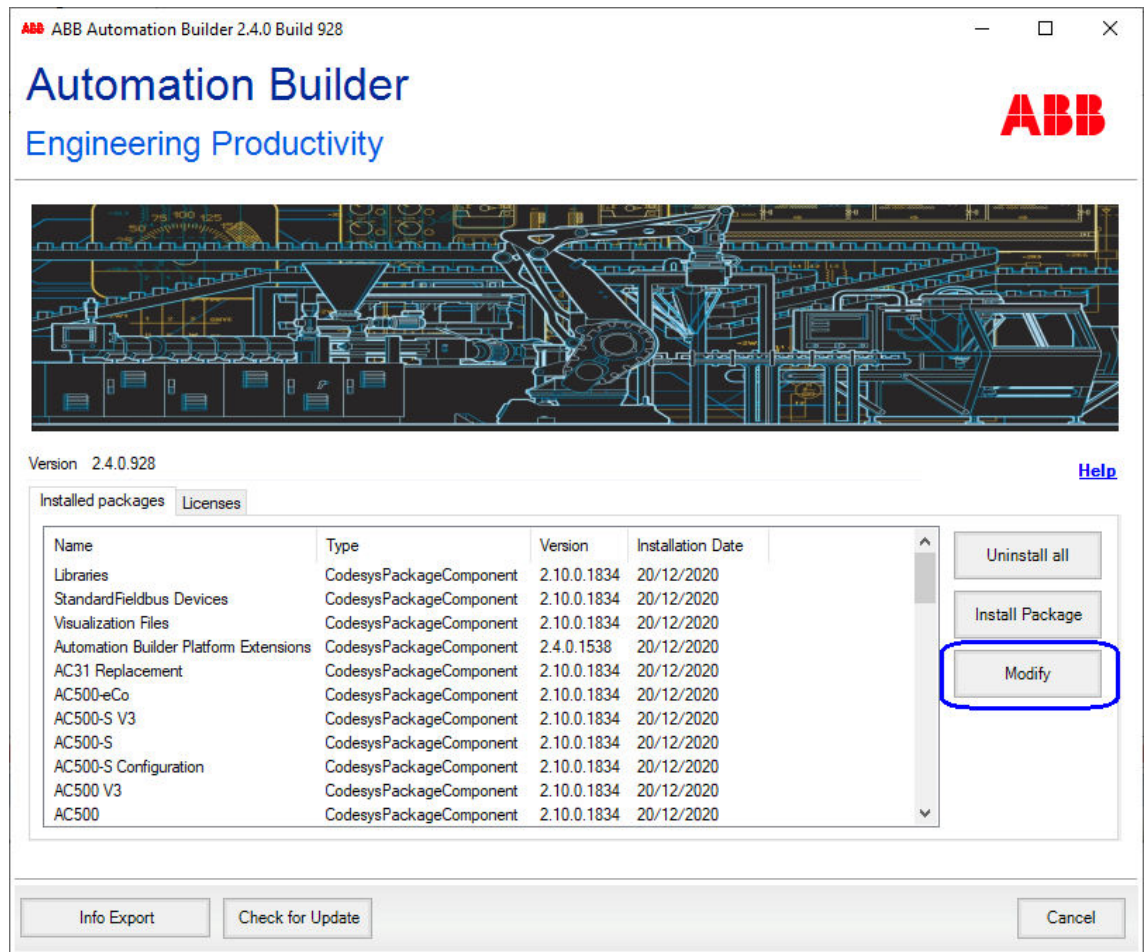 ABB ABB Automation Builder 2.4.0 Build 928
Automation Builder
Engineering Productivity
ABB
75 100 125
50
Version 2.4.0.928
Help
Installed packages Licenses
Name Type Version Installation Date
Libraries CodesysPackageComponent 2.10.0.1834 20/12/2020
StandardFieldbus Devices CodesysPackageComponent 2.10.0.1834 20/12/2020
Visualization Files CodesysPackageComponent 2.10.0.1834 20/12/2020
Automation Builder Platform Extensions CodesysPackageComponent 2.4.0.1538 20/12/2020
AC31 Replacement CodesysPackageComponent 2.10.0.1834 20/12/2020
AC500-eCo CodesysPackageComponent 2.10.0.1834 20/12/2020
AC500-S V3 CodesysPackageComponent 2.10.0.1834 20/12/2020
AC500-S CodesysPackageComponent 2.10.0.1834 20/12/2020
AC500-S Configuration CodesysPackageComponent 2.10.0.1834 20/12/2020
AC500 V3 CodesysPackageComponent 2.10.0.1834 20/12/2020
AC500 CodesysPackageComponent 2.10.0.1834 20/12/2020
Uninstall all
Install Package
Modify
Info Export Check for Update Cancel